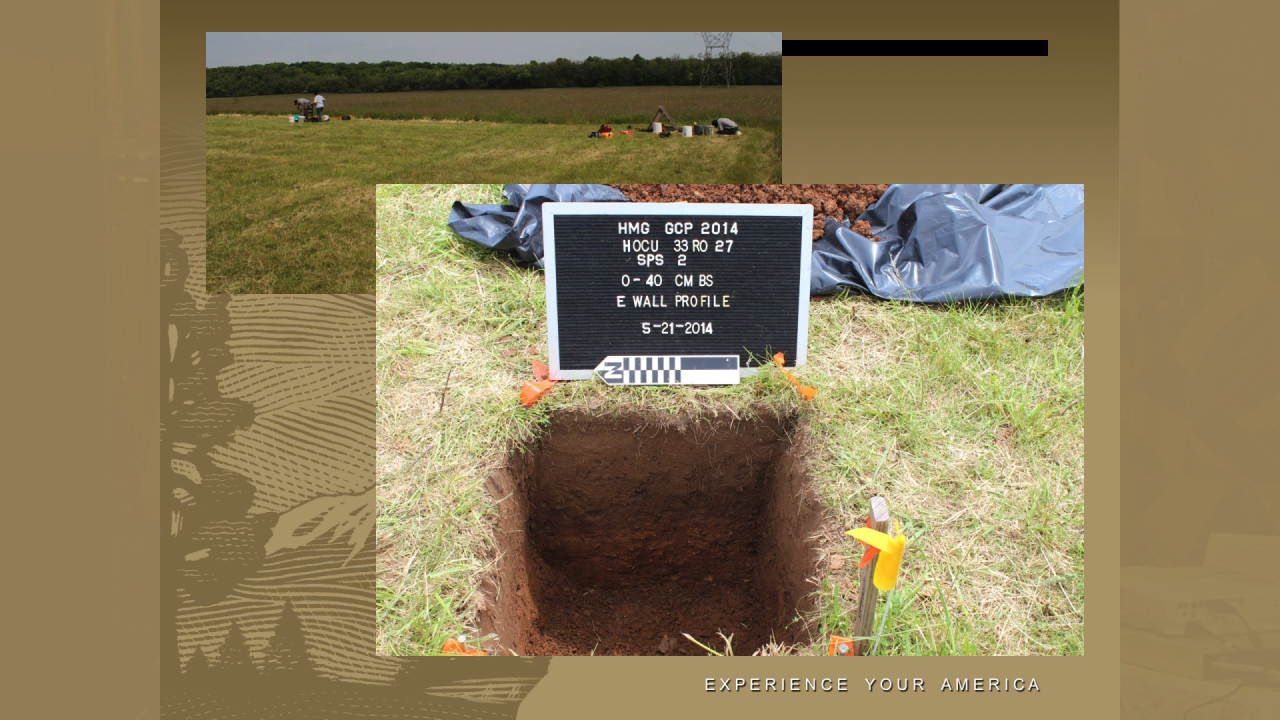 HMG GCP 2014
HOCU 33 RO 27
SPS 2
0-40 CM BS
E WALL PROFILE
5-21-2014
N
EXPERIENCE YOUR AMERICA